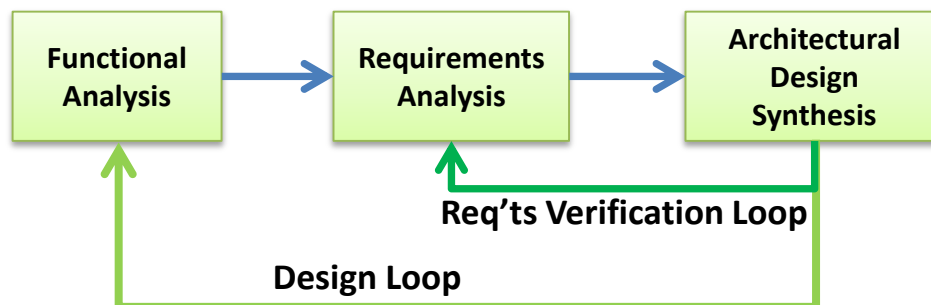 Functional
Analysis
Requirements
Analysis
Architectural
Design
Synthesis
Req'ts Verification Loop
Design Loop